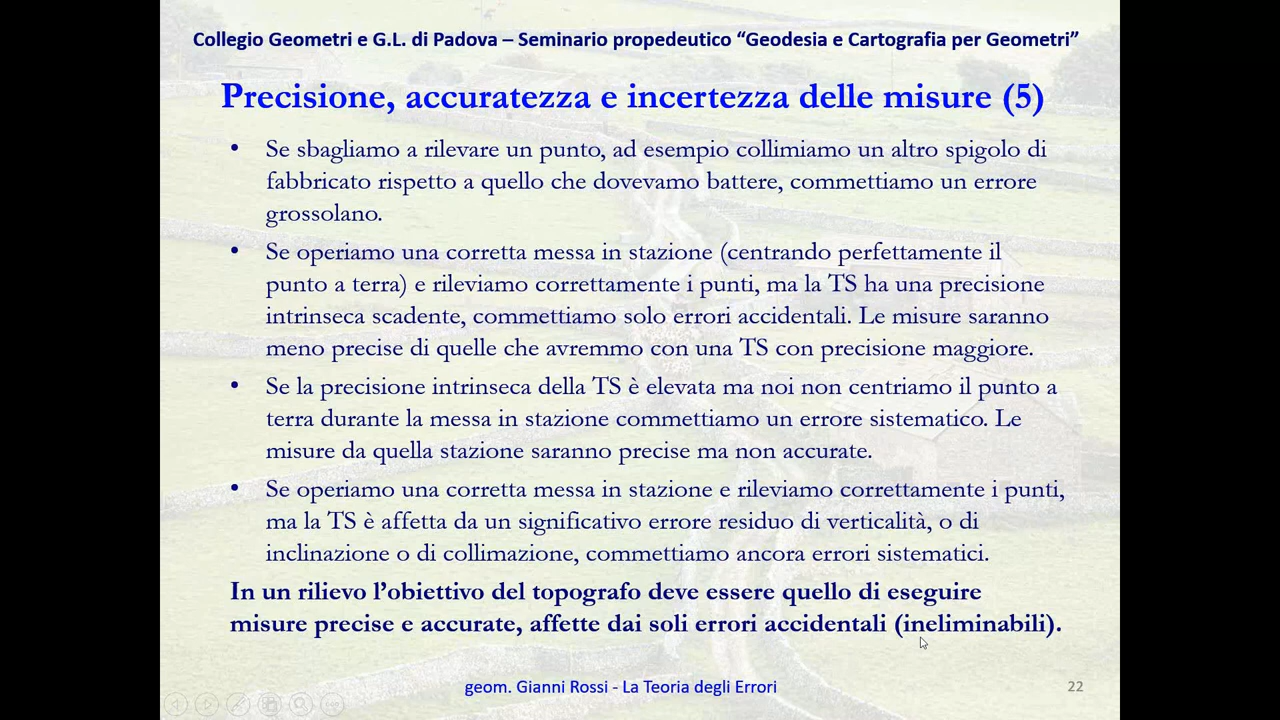 Collegio Geometri e G.L. di Padova – Seminario propedeutico “Geodesia e Cartografia per Geometri”
Precisione, accuratezza e incertezza delle misure (5)
• Se sbagliamo a rilevare un punto, ad esempio collimiamo un altro spigolo di
fabbricato rispetto a quello che dovevamo battere, commettiamo un errore
grossolano.
• Se operiamo una corretta messa in stazione (centrando perfettamente il
punto a terra) e rileviamo correttamente i punti, ma la TS ha una precisione
intrinseca scadente, commettiamo solo errori accidentali. Le misure saranno
meno precise di quelle che avremmo con una TS con precisione maggiore.
• Se la precisione intrinseca della TS è elevata ma noi non centriamo il punto a
terra durante la messa in stazione commettiamo un errore sistematico. Le
misure da quella stazione saranno precise ma non accurate.
• Se operiamo una corretta messa in stazione e rileviamo correttamente i punti,
ma la TS è affetta da un significativo errore residuo di verticalità, o di
inclinazione o di collimazione, commettiamo ancora errori sistematici.
In un rilievo l’obiettivo del topografo deve essere quello di eseguire
misure precise e accurate, affette dai soli errori accidentali (ineliminabili).
geom. Gianni Rossi - La Teoria degli Errori
22